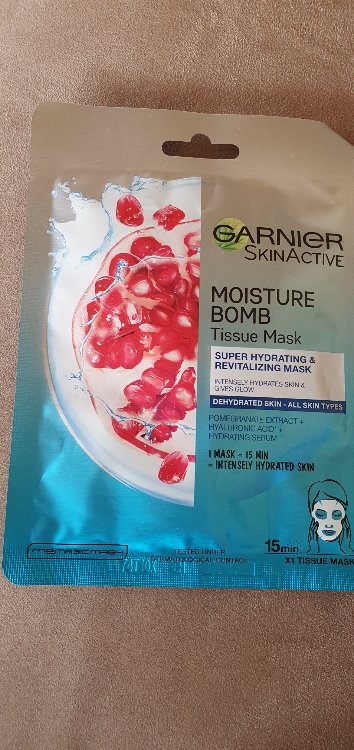 GARNIER
SKINACTIVE
MOISTURE
BOMB
Tissue Mask
SUPER HYDRATING &
REVITALIZING MASK
INTENSELY HYDRATES SKIN &
GIVES GLOW
DEHYDRATED SKIN - ALL SKIN TYPES
POMEGRANATE EXTRACT +
HYALURONIC ACID* +
HYDRATING SERUM
1 MASK = 15 MIN
= INTENSELY HYDRATED SKIN
TESTED UNDER
DERMATOLOGICAL CONTROL
15min
X1 TISSUE MASK